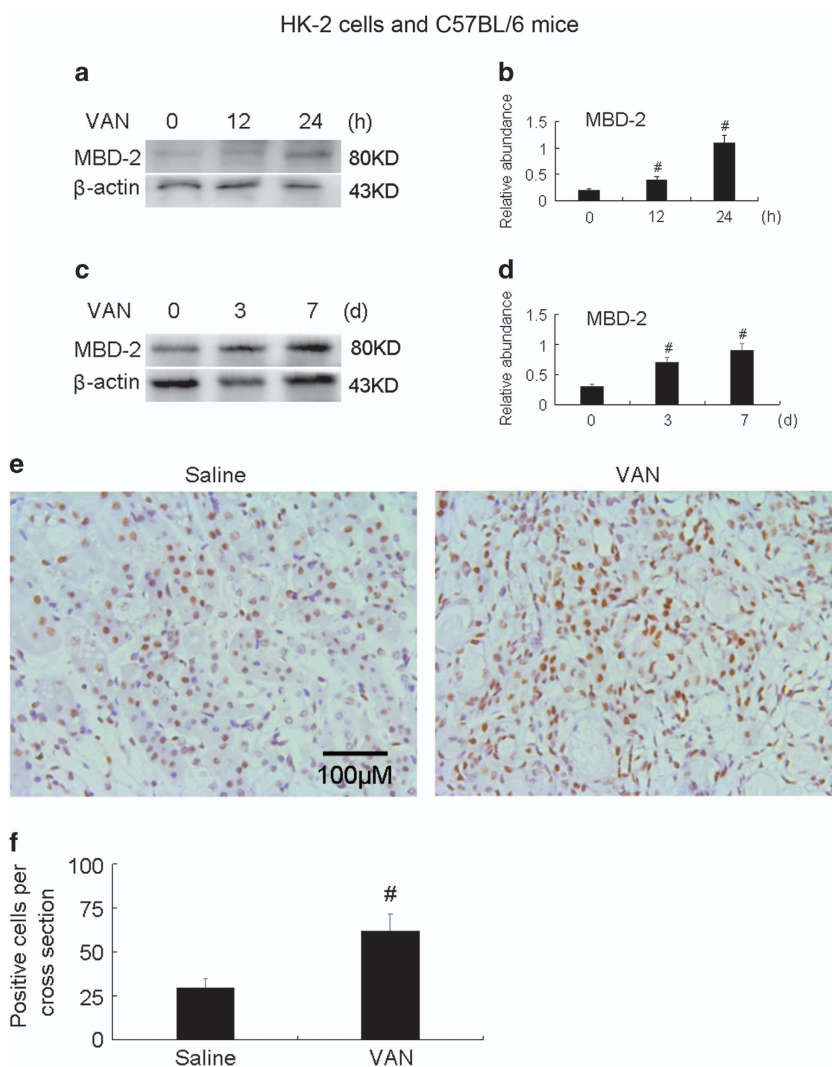 HK-2 cells and C57BL/6 mice
a
VAN 0 12 24 (h)
MBD-2 80KD
β-actin 43KD
b
MBD-2
Relative abundance
1.5
1
0.5
0
# #
0 12 24 (h)
c
VAN 0 3 7 (d)
MBD-2 80KD
β-actin 43KD
d
MBD-2
Relative abundance
1.5
1
0.5
0
# #
0 3 7 (d)
e
Saline VAN
100μM
f
Positive cells per
cross section
100
75
50
25
0
#
Saline VAN